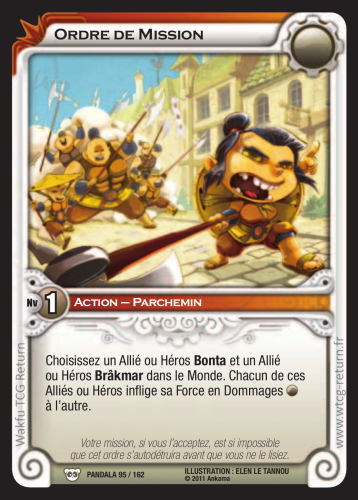 Ordre de Mission
Nv 1 Action – Parchemin
Choisissez un Allié ou Héros Bonta et un Allié
ou Héros Brâkmar dans le Monde. Chacun de ces
Alliés ou Héros inflige sa Force en Dommages
à l'autre.
Votre mission, si vous l'acceptez, est si impossible
que cet ordre s'autodétruira avant que vous ne le lisiez.
PANDALA 95 / 162
ILLUSTRATION : ELEN LE TANNOU
© 2011 Ankama
Wakfu TCG Return
www.wtcg-return.fr